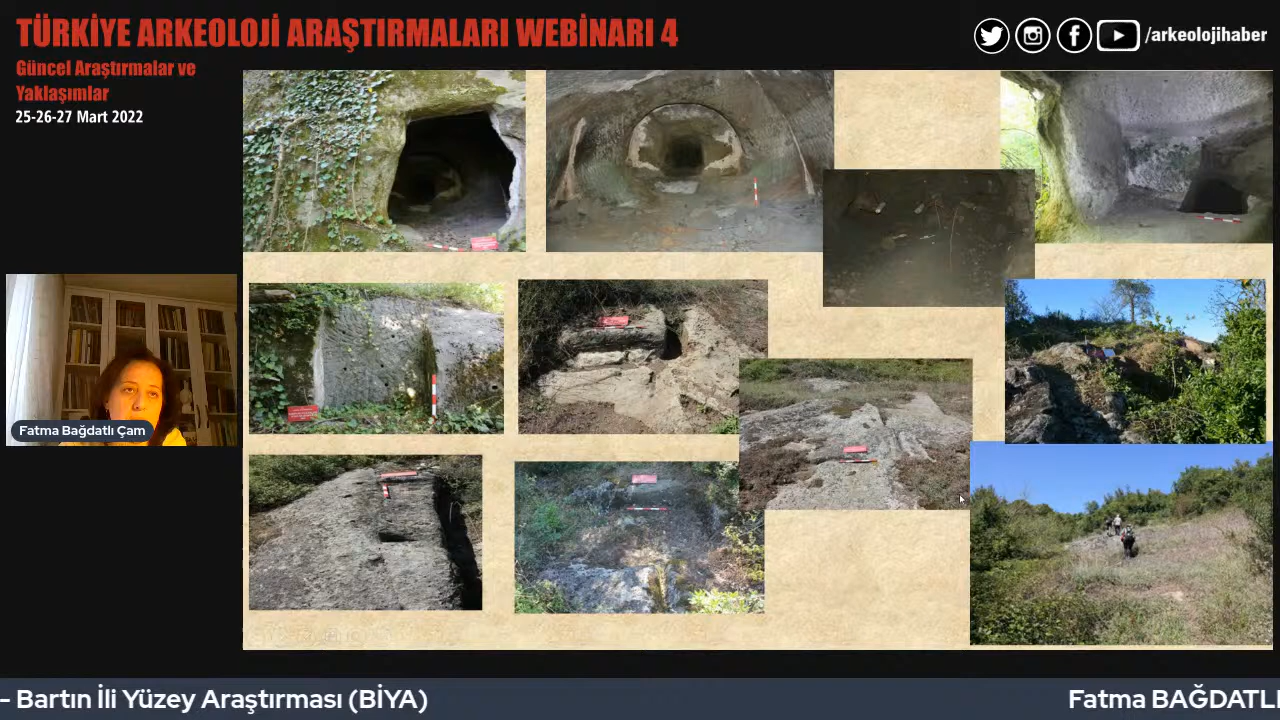 TÜRKİYE ARKEOLOJİ ARAŞTIRMALARI WEBİNARI 4
/arkeolojihaber
Güncel Araştırmalar ve
Yaklaşımlar
25-26-27 Mart 2022
Fatma Bağdatlı Çam
- Bartın İli Yüzey Araştırması (BİYA)
Fatma BAĞDATLI